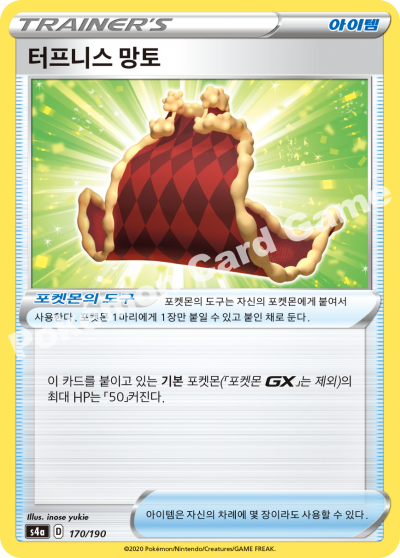 TRAINER'S 아이템
터프니스 망토
포켓몬의 도구 포켓몬의 도구는 자신의 포켓몬에게 붙여서
사용한다. 포켓몬 1마리에게 1장만 붙일 수 있고 붙인 채로 둔다.
이 카드를 붙이고 있는 기본 포켓몬(「포켓몬 GX」는 제외)의
최대 HP는 「50」커진다.
Illus. inose yukie
s4a D 170/190
아이템은 자신의 차례에 몇 장이라도 사용할 수 있다.
©2020 Pokémon/Nintendo/Creatures/GAME FREAK.
Pokémon Card Game